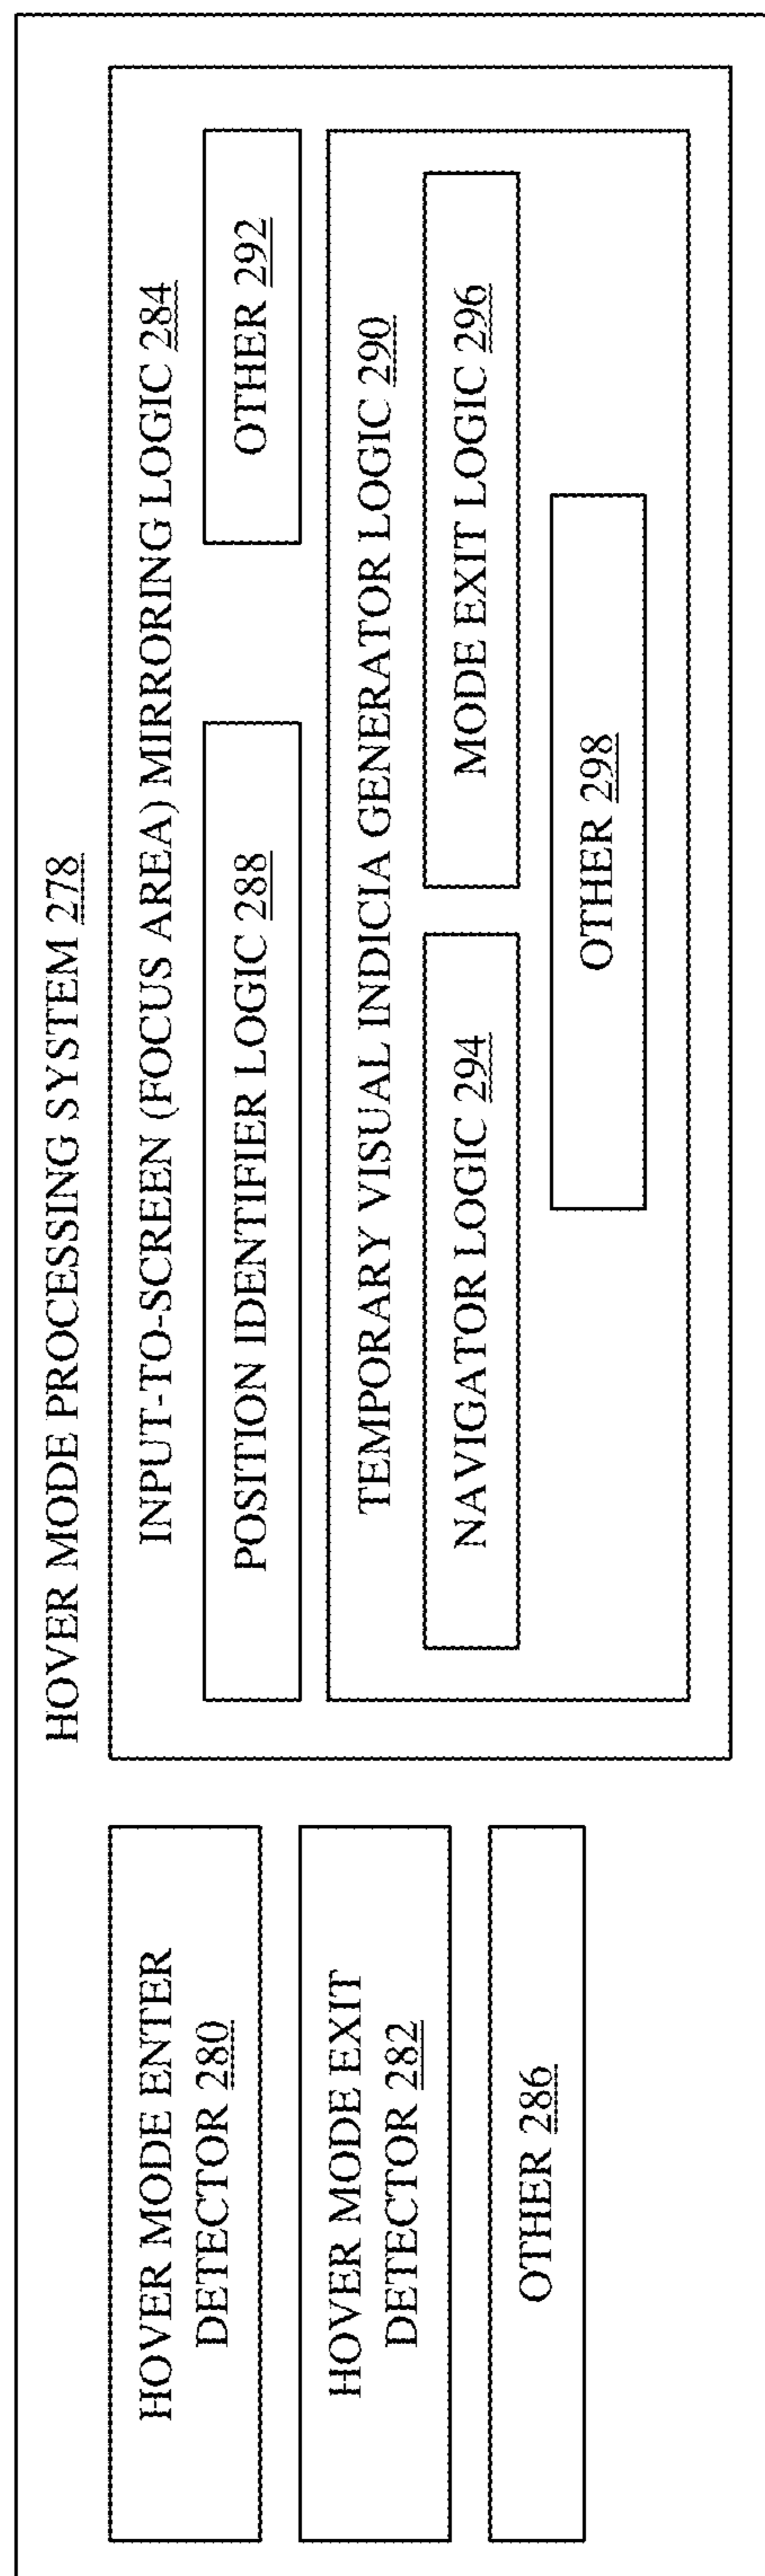 HOVER MODE PROCESSING SYSTEM 278
HOVER MODE ENTER
DETECTOR 280
HOVER MODE EXIT
DETECTOR 282
OTHER 286
INPUT-TO-SCREEN (FOCUS AREA) MIRRORING LOGIC 284
POSITION IDENTIFIER LOGIC 288
OTHER 292
TEMPORARY VISUAL INDICIA GENERATOR LOGIC 290
NAVIGATOR LOGIC 294
MODE EXIT LOGIC 296
OTHER 298